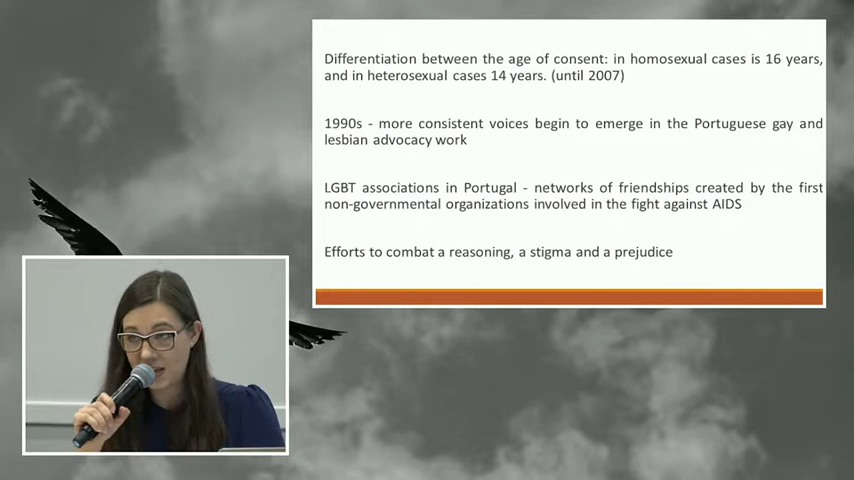 Differentiation between the age of consent: in homosexual cases is 16 years,
and in heterosexual cases 14 years. (until 2007)
1990s - more consistent voices begin to emerge in the Portuguese gay and
lesbian advocacy work
LGBT associations in Portugal - networks of friendships created by the first
non-governmental organizations involved in the fight against AIDS
Efforts to combat a reasoning, a stigma and a prejudice